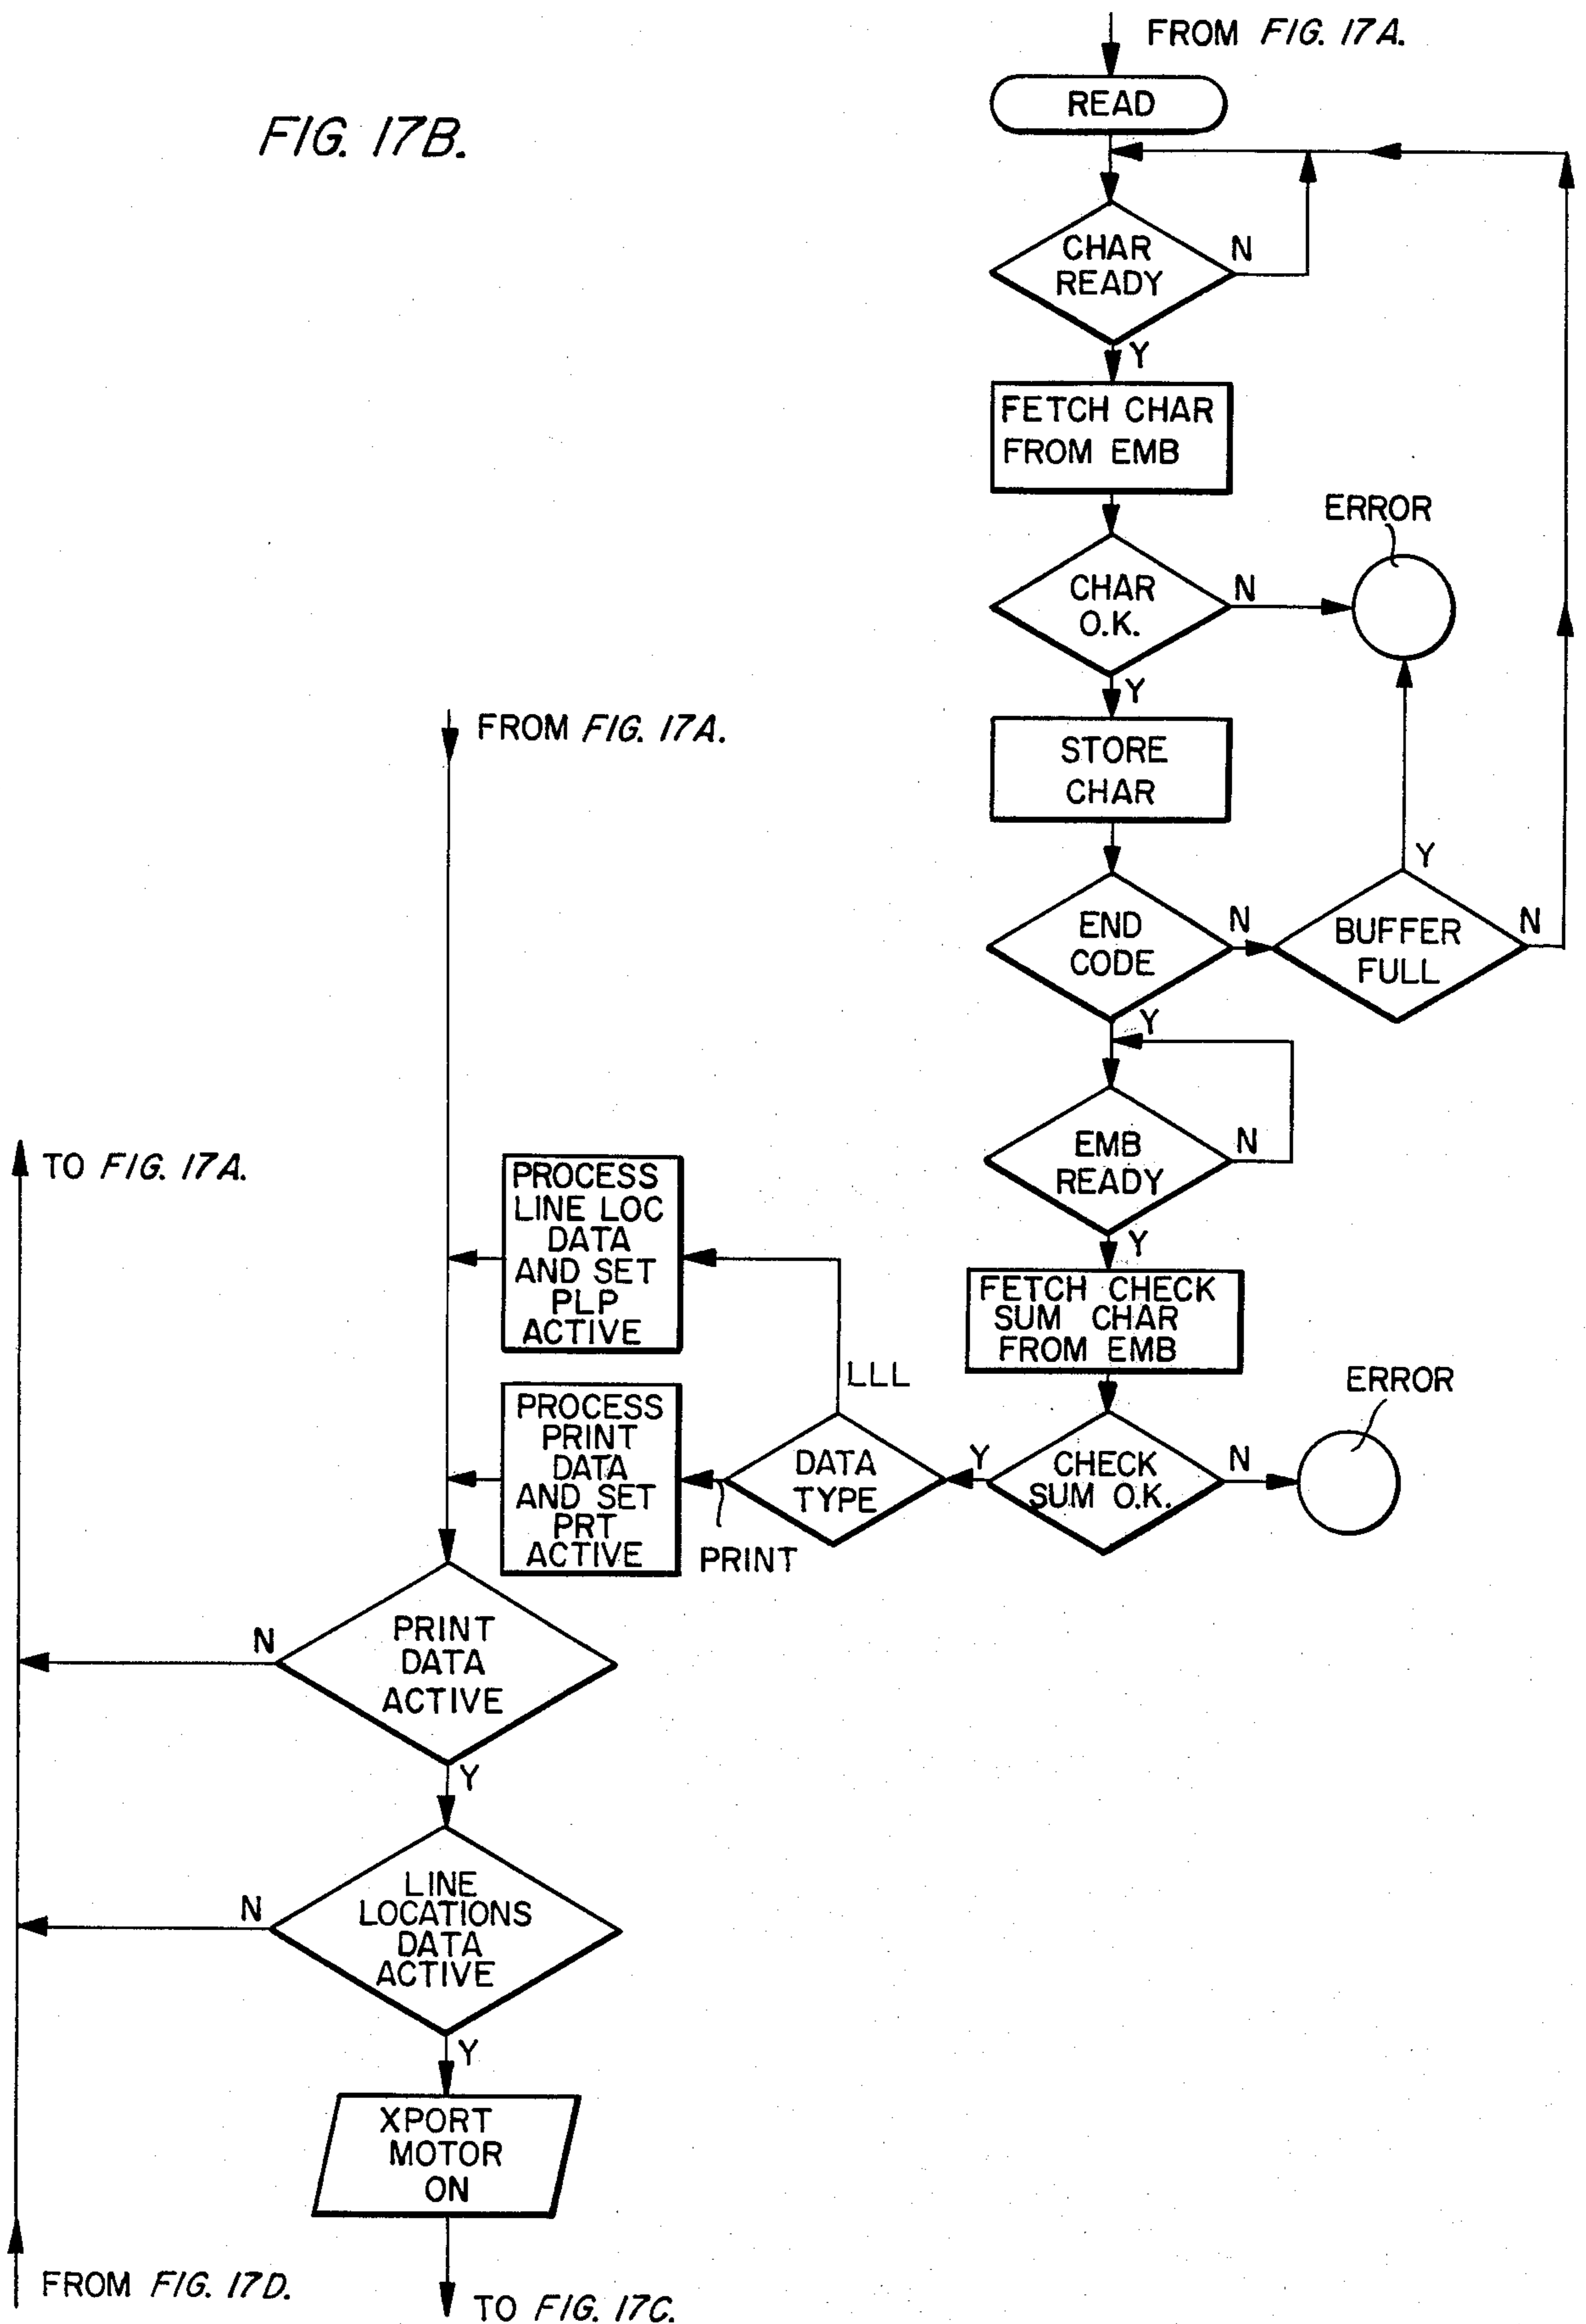 FROM FIG. 17A.
READ
FIG. 17B.
CHAR
READY
N
Y
FETCH CHAR
FROM EMB
ERROR
CHAR
O.K.
N
Y
FROM FIG. 17A.
STORE
CHAR
Y
END
CODE
N
BUFFER
FULL
N
Y
TO FIG. 17A.
EMB
READY
N
Y
PROCESS
LINE LOC
DATA
AND SET
PLP
ACTIVE
FETCH CHECK
SUM CHAR
FROM EMB
LLL
ERROR
PROCESS
PRINT
DATA
AND SET
PRT
ACTIVE
DATA
TYPE
Y
CHECK
SUM O.K.
N
PRINT
PRINT
DATA
ACTIVE
N
Y
LINE
LOCATIONS
DATA
ACTIVE
N
Y
XPORT
MOTOR
ON
FROM FIG. 17D.
TO FIG. 17C.